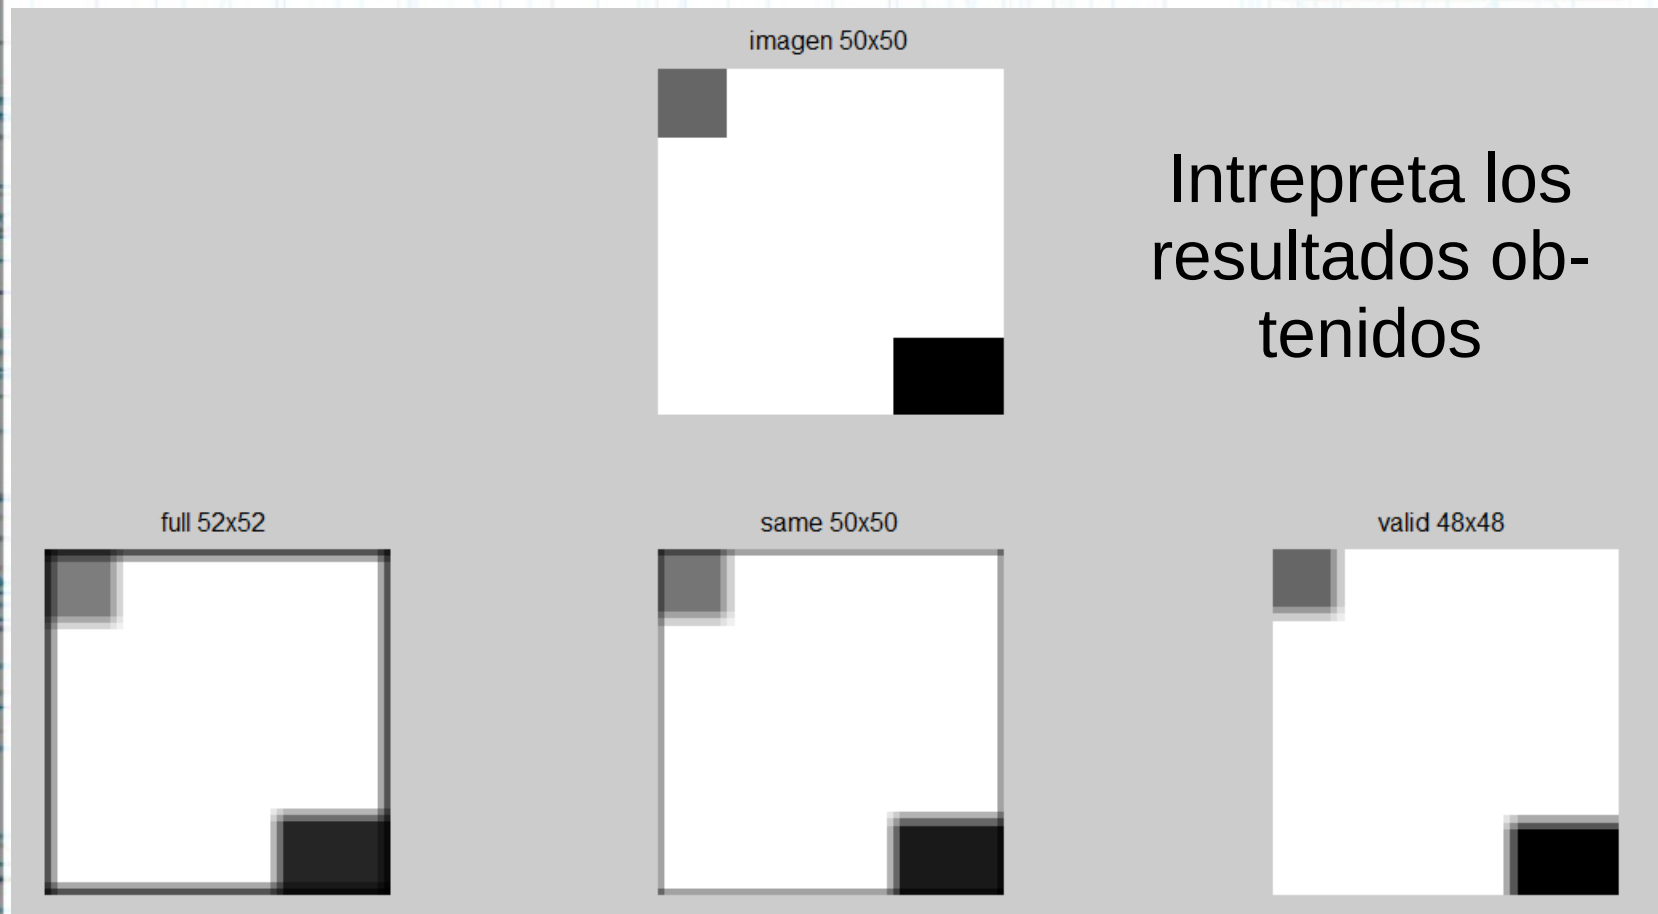 imagen 50x50
Intrepreta los
resultados ob-
tenidos
full 52x52
same 50x50
valid 48x48